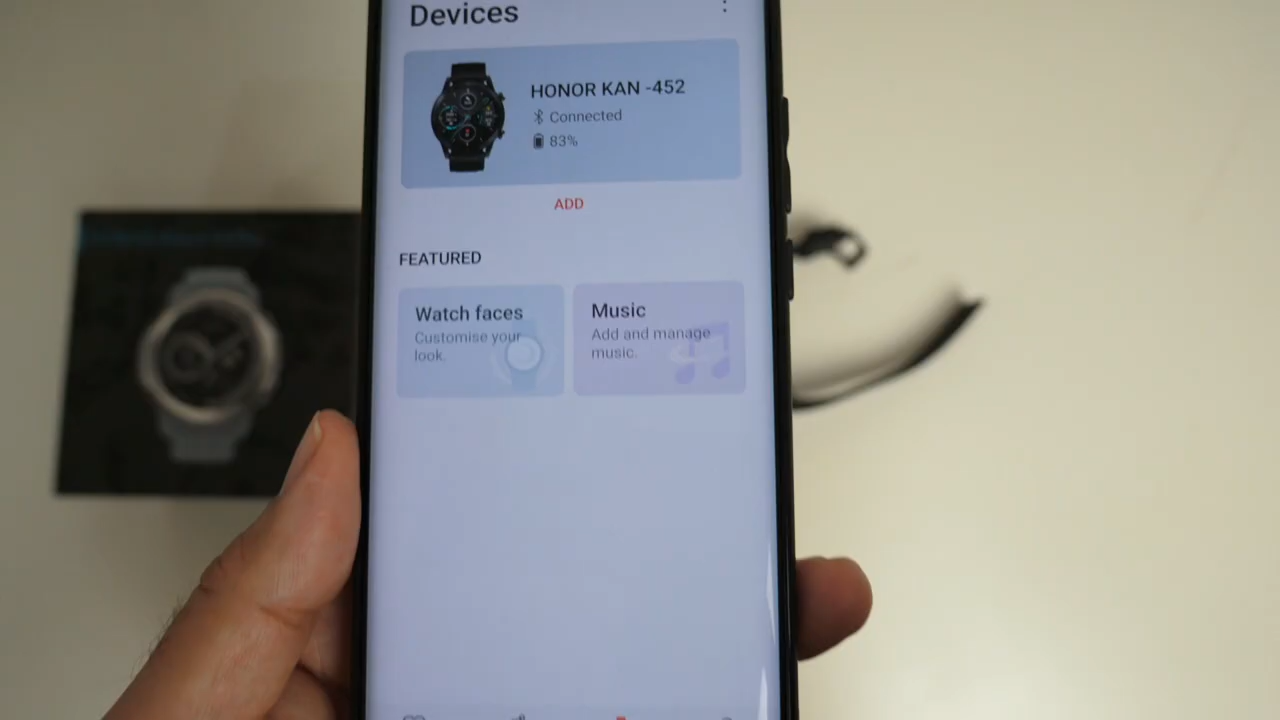 Devices
HONOR KAN -452
Connected
83%
ADD
FEATURED
Watch faces
Customise your
look.
Music
Add and manage
music.